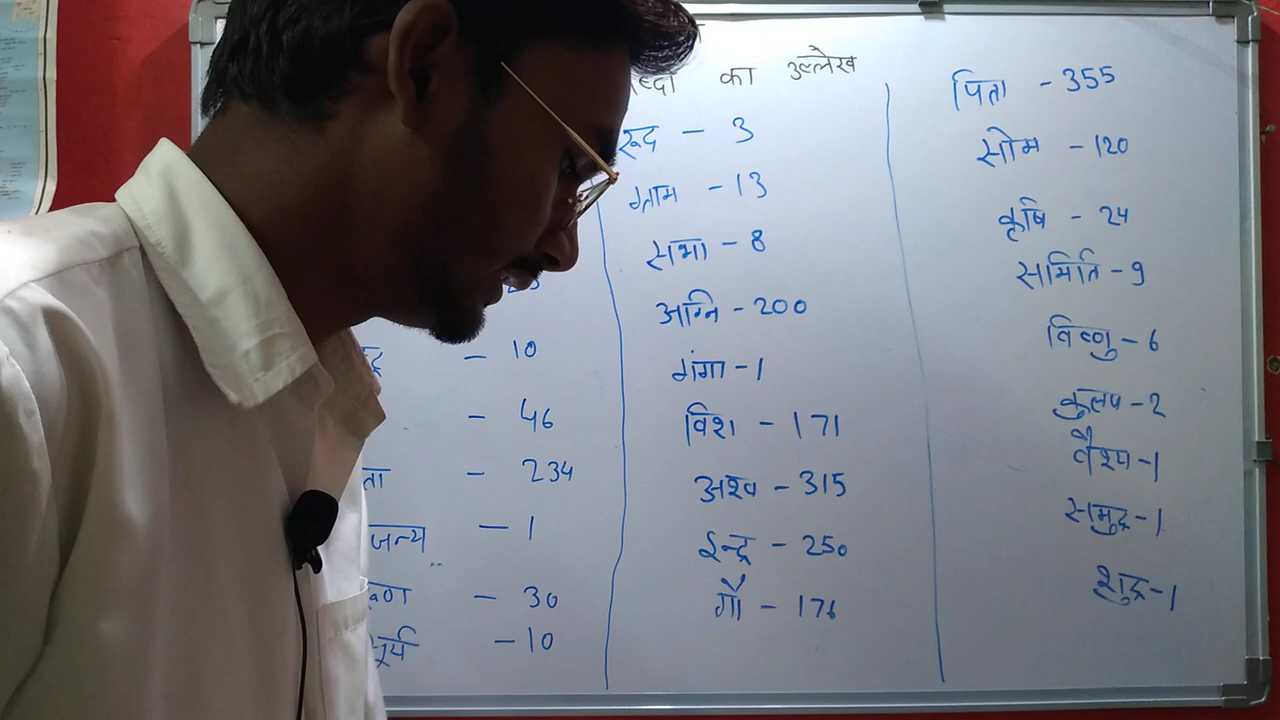 का उल्लेख
रूद्र - 3
ग्राम - 13
सभा - 8
अग्नि - 200
गंगा - 1
विश - 171
अश्व - 315
इन्द्र - 250
गौ - 176
पिता - 355
सोम - 120
कृषि - 24
समिति - 9
विष्णु - 6
कुलप - 2
वैश्य - 1
समुद्र - 1
शुद्र - 1
- 10
- 46
ता - 234
जन्य - 1
- 30
सूर्य - 10